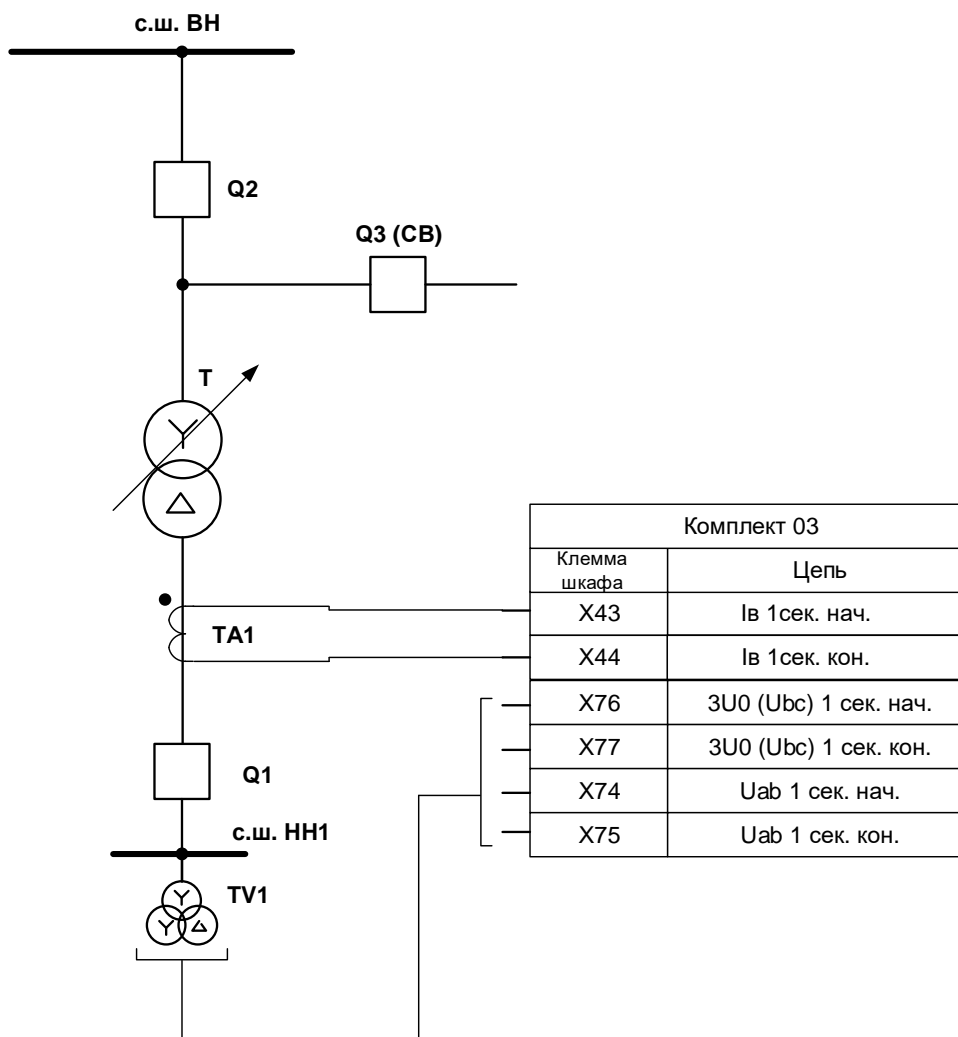 с.ш. ВН
Q2
Q3 (СВ)
Т
Комплект 03
Клемма шкафа
Цепь
X43
Iв 1сек. нач.
ТА1
X44
Iв 1сек. кон.
X76
3U0 (Ubc) 1 сек. нач.
X77
3U0 (Ubc) 1 сек. кон.
Q1
X74
Uab 1 сек. нач.
X75
Uab 1 сек. кон.
с.ш. НН1
TV1